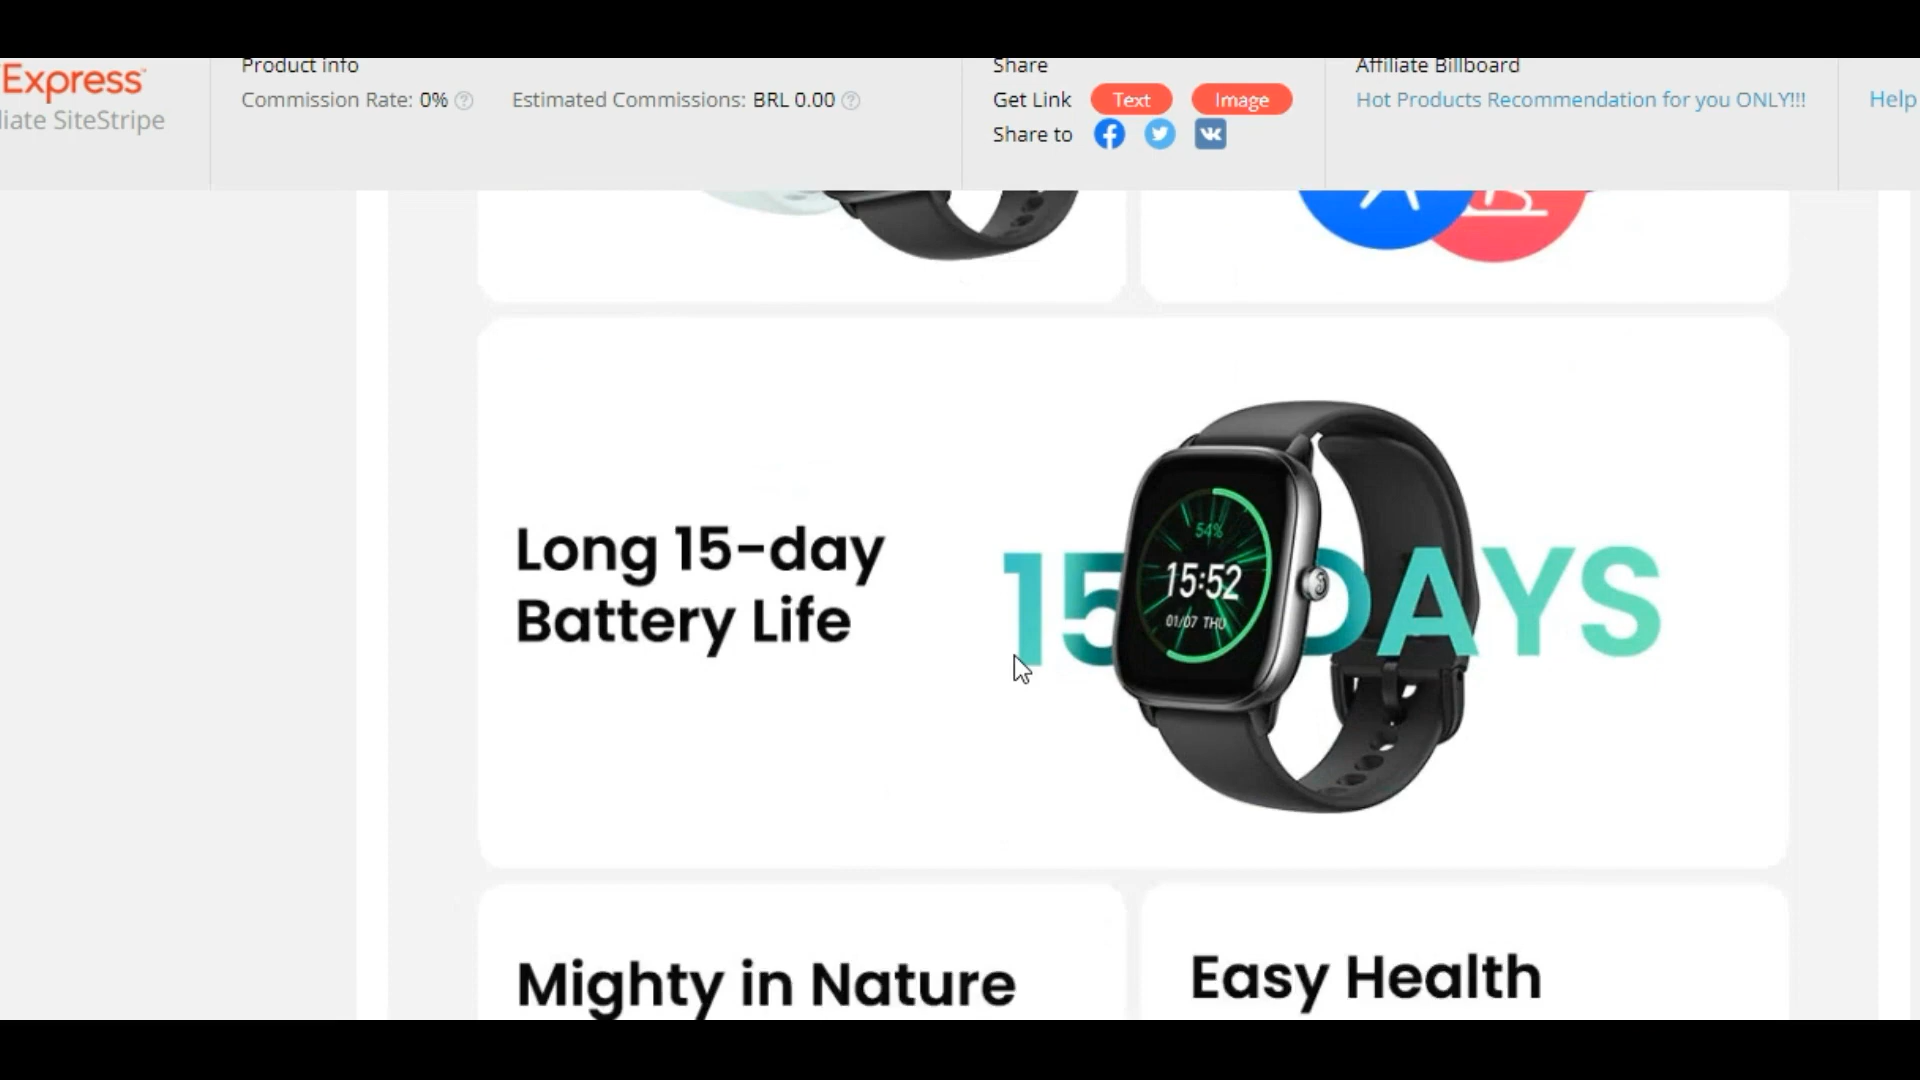 Express
liate SiteStripe
Product info
Commission Rate: 0%
Estimated Commissions: BRL 0.00
Share
Get Link Text Image
Share to
Affiliate Billboard
Hot Products Recommendation for you ONLY!!!
Help
Long 15-day
Battery Life
15 DAYS
54%
15:52
01/07 THU
Mighty in Nature
Easy Health